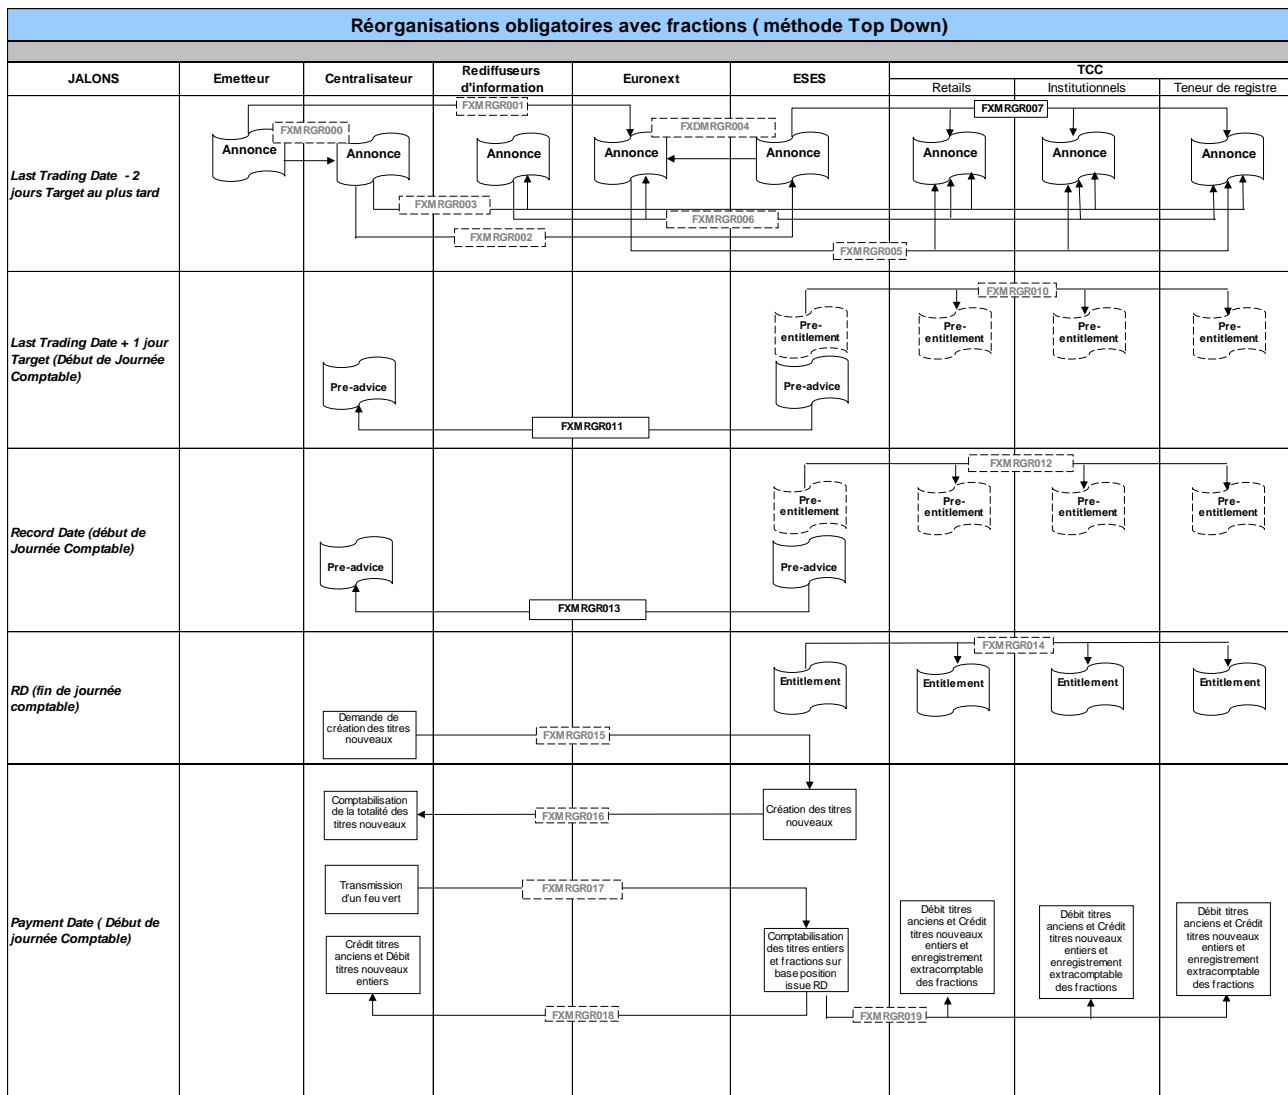 Réorganisations obligatoires avec fractions ( méthode Top Down)
JALONS
Emetteur
Centralisateur
Rediffuseurs
d'information
Euronext
ESES
TCC
Retails
Institutionnels
Teneur de registre
Last Trading Date - 2
jours Target au plus tard
FXMRGR000
FXMRGR001
FXDMRGR004
FXMRGR007
Annonce
Annonce
Annonce
Annonce
Annonce
Annonce
Annonce
Annonce
FXMRGR003
FXMRGR006
FXMRGR002
FXMRGR005
Last Trading Date + 1 jour
Target (Début de Journée
Comptable)
FXMRGR010
Pre-
entitlement
Pre-
entitlement
Pre-
entitlement
Pre-
entitlement
Pre-advice
Pre-advice
FXMRGR011
Record Date (début de
Journée Comptable)
FXMRGR012
Pre-
entitlement
Pre-
entitlement
Pre-
entitlement
Pre-
entitlement
Pre-advice
Pre-advice
FXMRGR013
RD (fin de journée
comptable)
FXMRGR014
Entitlement
Entitlement
Entitlement
Entitlement
Demande de
création des titres
nouveaux
FXMRGR015
Payment Date ( Début de
journée Comptable)
Comptabilisation
de la totalité des
titres nouveaux
FXMRGR016
Création des titres
nouveaux
Transmission
d'un feu vert
FXMRGR017
Crédit titres
anciens et Débit
titres nouveaux
entiers
Comptabilisation
des titres entiers
et fractions sur
base position
issue RD
Débit titres
anciens et Crédit
titres nouveaux
entiers et
enregistrement
extracomptable
des fractions
Débit titres
anciens et Crédit
titres nouveaux
entiers et
enregistrement
extracomptable
des fractions
Débit titres
anciens et Crédit
titres nouveaux
entiers et
enregistrement
extracomptable
des fractions
FXMRGR018
FXMRGR019